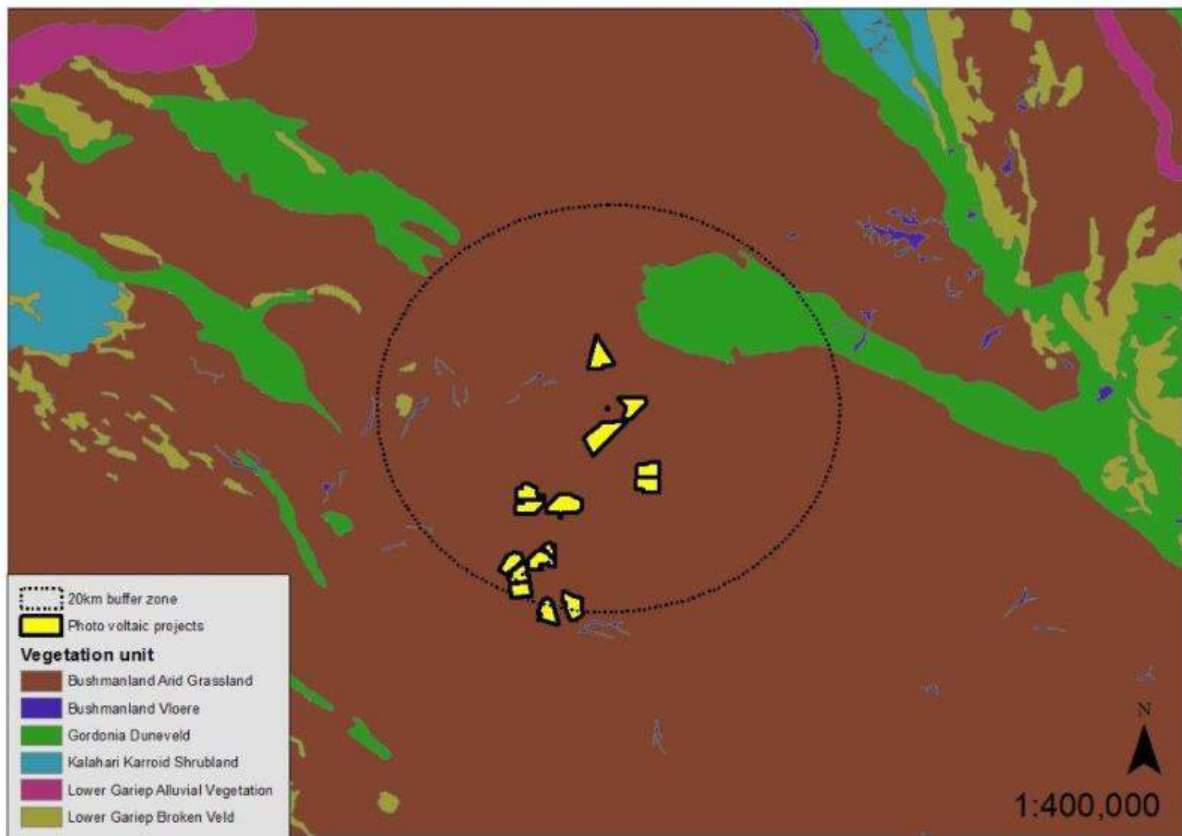 20km buffer zone
Photo voltaic projects
Vegetation unit
Bushmanland Arid Grassland
Bushmanland Vloere
Gordonia Duneveld
Kalahari Karroid Shrubland
Lower Gariep Alluvial Vegetation
Lower Gariep Broken Veld
N
1:400,000